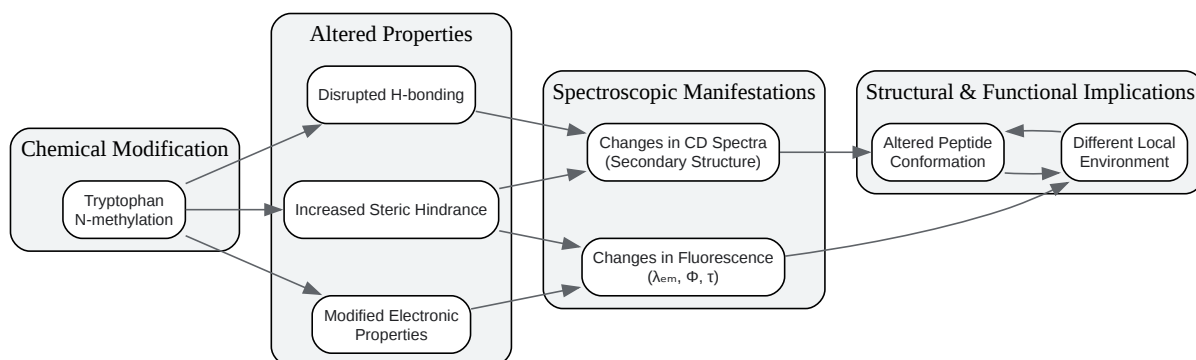 Chemical Modification
Tryptophan
N-methylation
Altered Properties
Disrupted H-bonding
Increased Steric Hindrance
Modified Electronic
Properties
Spectroscopic Manifestations
Changes in CD Spectra
(Secondary Structure)
Changes in Fluorescence
(λₑₘ, Φ, τ)
Structural & Functional Implications
Altered Peptide
Conformation
Different Local
Environment